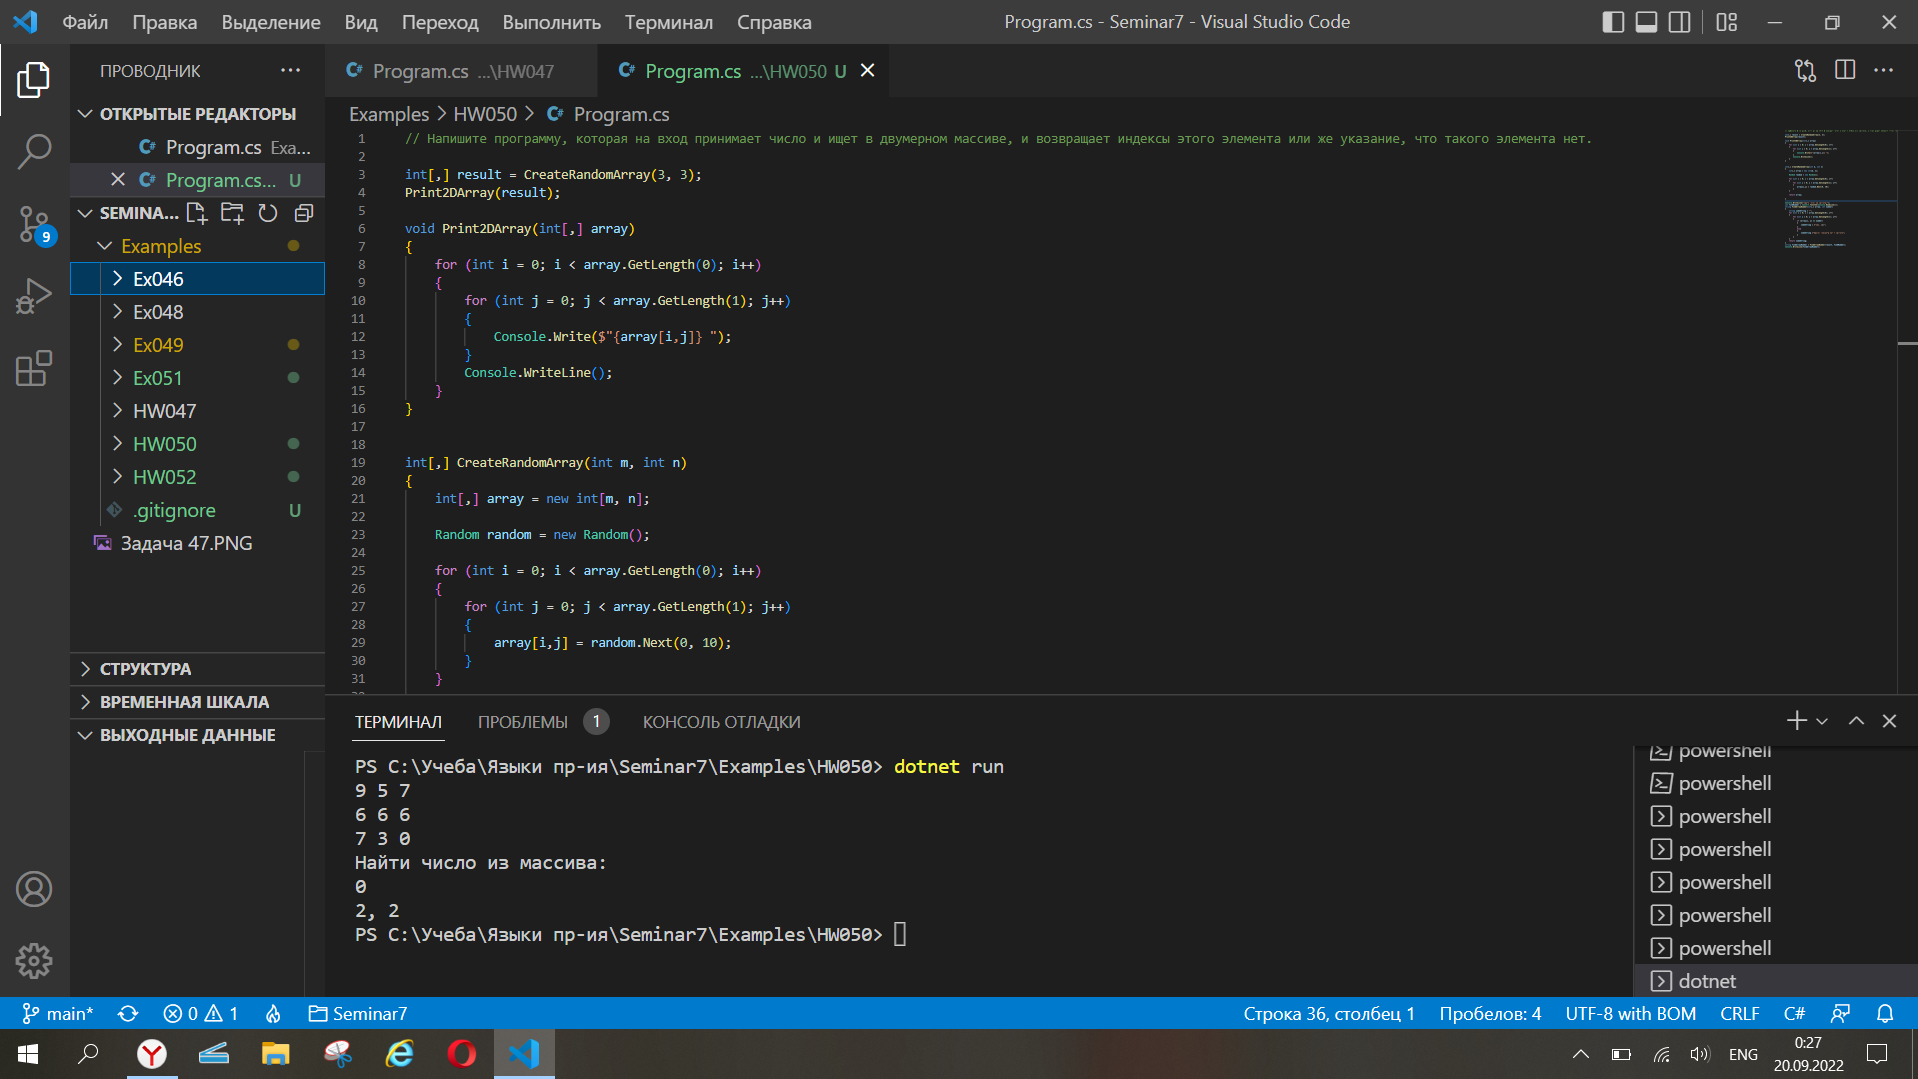 Файл Правка Выделение Вид Переход Выполнить Терминал Справка Program.cs - Seminar7 - Visual Studio Code
ПРОВОДНИК
Program.cs ...\HW047
Program.cs ...\HW050 U
ОТКРЫТЫЕ РЕДАКТОРЫ
Program.cs Exa...
Program.cs... U
SEMINA...
Examples
Ex046
Ex048
Ex049
Ex051
HW047
HW050
HW052
.gitignore U
Задача 47.PNG
СТРУКТУРА
ВРЕМЕННАЯ ШКАЛА
ВЫХОДНЫЕ ДАННЫЕ
9
Examples > HW050 > Program.cs
1 // Напишите программу, которая на вход принимает число и ищет в двумерном массиве, и возвращает индексы этого элемента или же указание, что такого элемента нет.
2
3 int[,] result = CreateRandomArray(3, 3);
4 Print2DArray(result);
5
6 void Print2DArray(int[,] array)
7 {
8 for (int i = 0; i < array.GetLength(0); i++)
9 {
10 for (int j = 0; j < array.GetLength(1); j++)
11 {
12 Console.Write($"{array[i,j]} ");
13 }
14 Console.WriteLine();
15 }
16 }
17
18
19 int[,] CreateRandomArray(int m, int n)
20 {
21 int[,] array = new int[m, n];
22
23 Random random = new Random();
24
25 for (int i = 0; i < array.GetLength(0); i++)
26 {
27 for (int j = 0; j < array.GetLength(1); j++)
28 {
29 array[i,j] = random.Next(0, 10);
30 }
31 }
ТЕРМИНАЛ ПРОБЛЕМЫ 1 КОНСОЛЬ ОТЛАДКИ
PS C:\Учеба\Языки пр-ия\Seminar7\Examples\HW050> dotnet run
9 5 7
6 6 6
7 3 0
Найти число из массива:
0
2, 2
PS C:\Учеба\Языки пр-ия\Seminar7\Examples\HW050>
powershell
powershell
powershell
powershell
powershell
powershell
powershell
dotnet
main* 0 1 Seminar7 Строка 36, столбец 1 Пробелов: 4 UTF-8 with BOM CRLF C#
ENG 0:27
20.09.2022